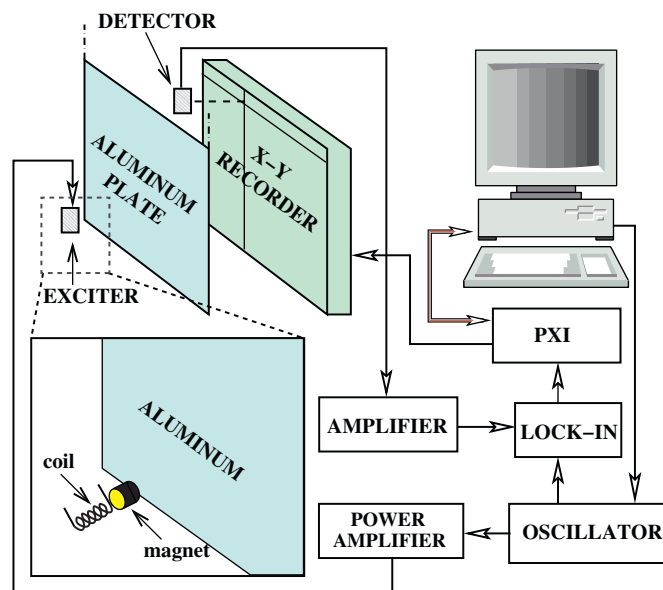 DETECTOR
ALUMINUM
PLATE
X-Y
RECORDER
EXCITER
PXI
ALUMINUM
AMPLIFIER
LOCK-IN
coil
magnet
POWER
AMPLIFIER
OSCILLATOR